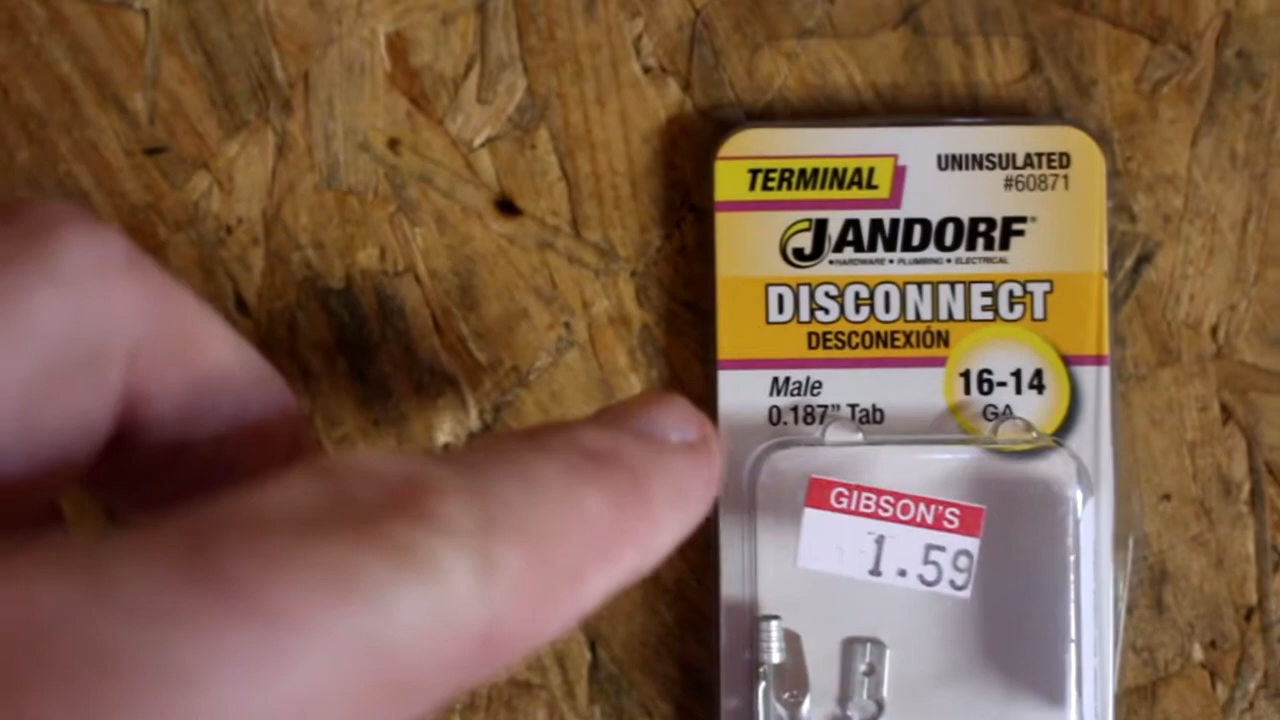 TERMINAL
UNINSULATED
#60871
JANDORF®
•HARDWARE • PLUMBING • ELECTRICAL
DISCONNECT
DESCONEXIÓN
Male
0.187” Tab
16-14
GA
GIBSON'S
1.59